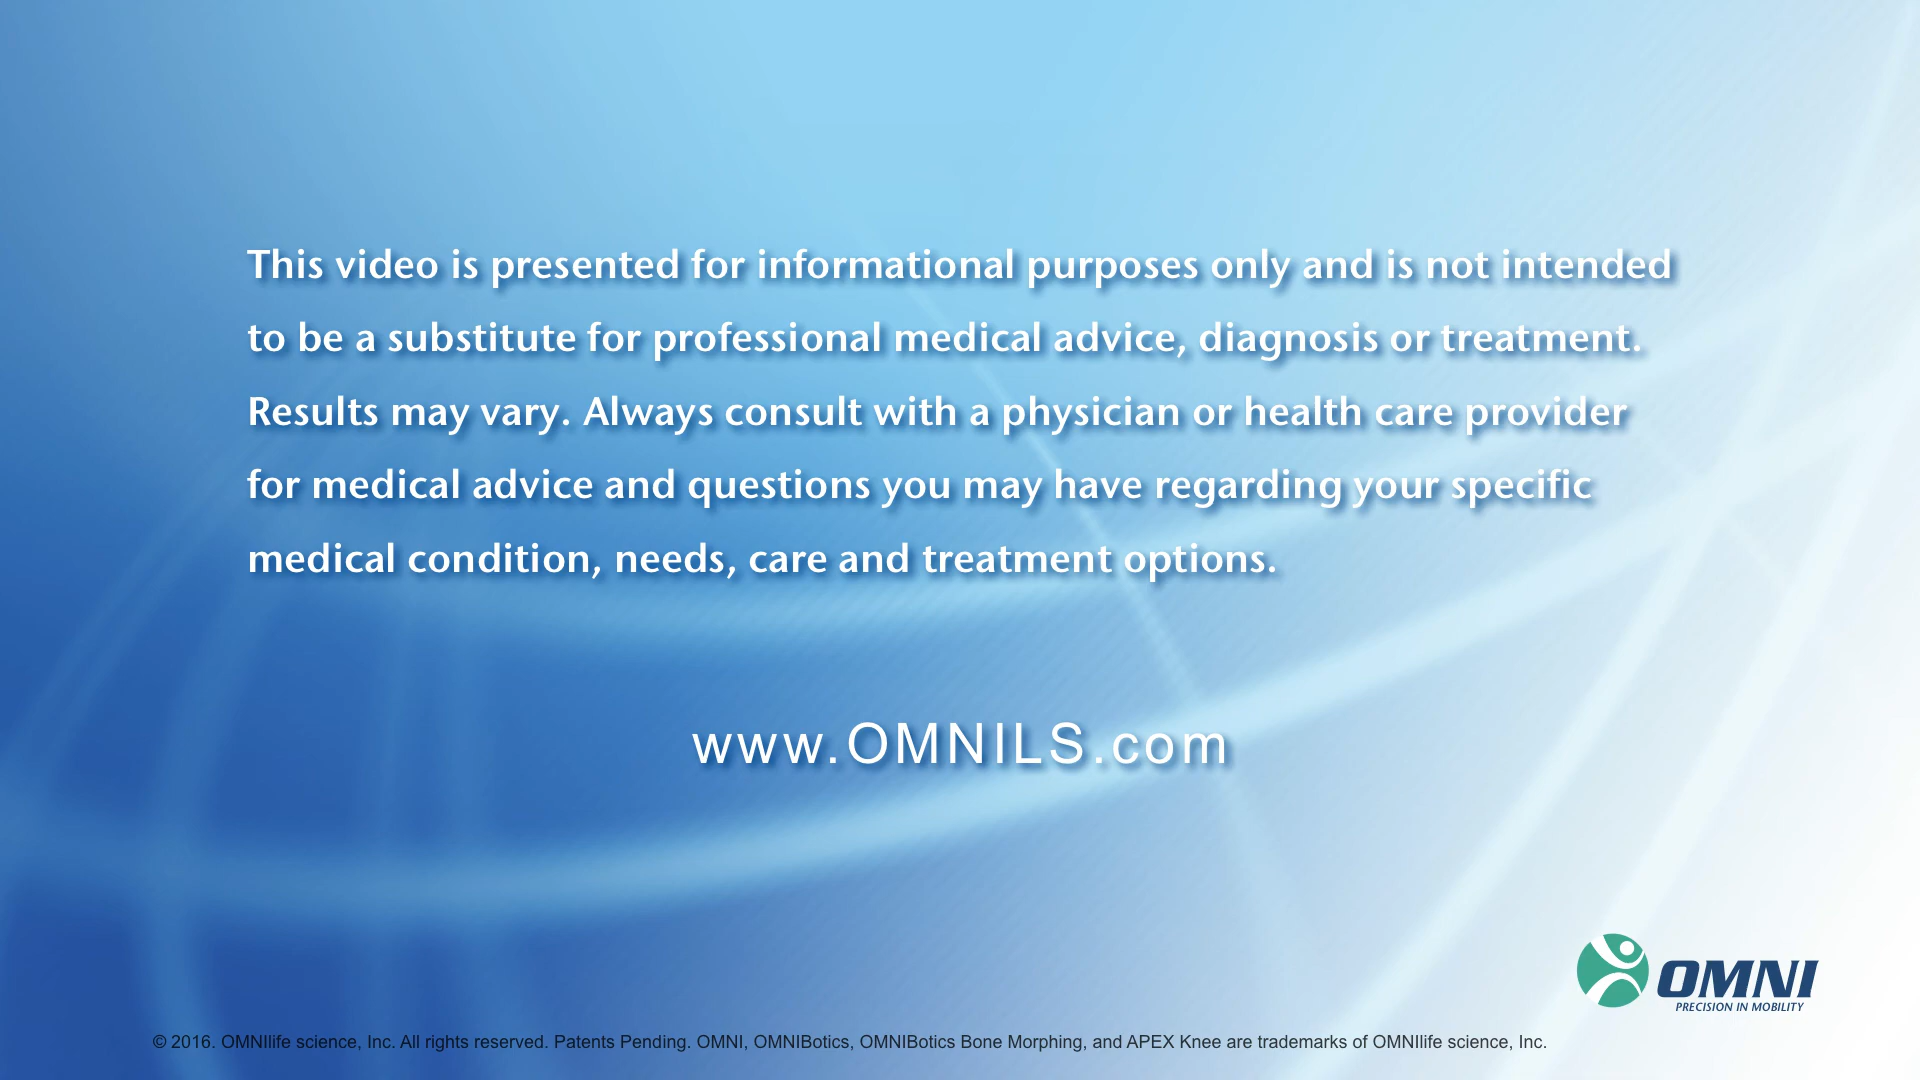 This video is presented for informational purposes only and is not intended
to be a substitute for professional medical advice, diagnosis or treatment.
Results may vary. Always consult with a physician or health care provider
for medical advice and questions you may have regarding your specific
medical condition, needs, care and treatment options.
www.OMNILS.com
OMNI
PRECISION IN MOBILITY
© 2016. OMNIlife science, Inc. All rights reserved. Patents Pending. OMNI, OMNIBotics, OMNIBotics Bone Morphing, and APEX Knee are trademarks of OMNIlife science, Inc.